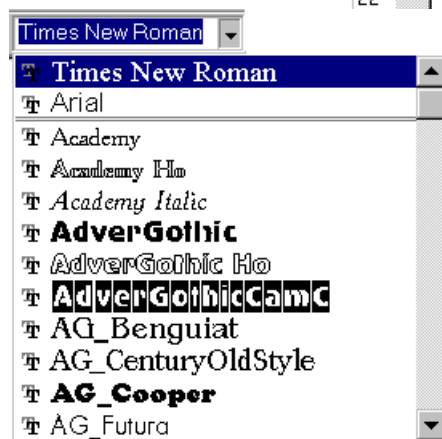 22
Times New Roman
Times New Roman
Arial
Academy
Academy Ho
Academy Italic
AdverGothic
AdverGothic Ho
AdverGothicCamC
AG_Benguiat
AG_CenturyOldStyle
AG_Cooper
AG_Futura